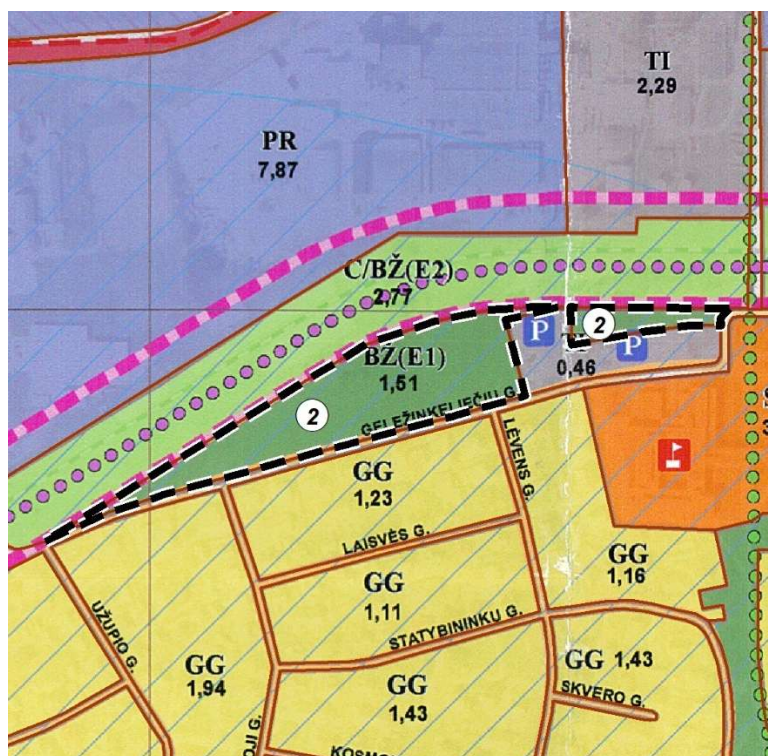 TI
2,29
PR
7,87
C/BŽ(E2)
2,77
P
2
P
BŽ(E1)
1,51
0,46
2
GELEŽINKELIEČIŲ G.
LĖVENS G.
GG
1,23
LAISVĖS G.
GG
1,16
GG
1,11
UŽUPIO G.
STATYBININKŲ G.
GG
1,94
GG 1,43
GG
1,43
SKVERO G.